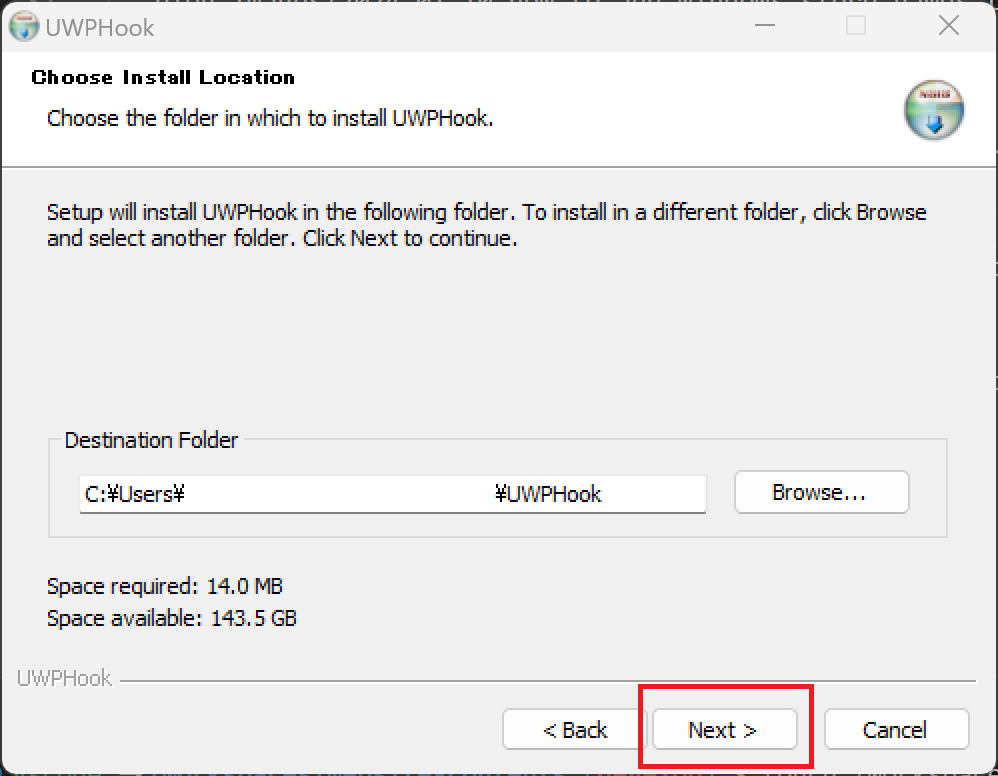 UWPHook
Choose Install Location
Choose the folder in which to install UWPHook.
NSIS
Setup will install UWPHook in the following folder. To install in a different folder, click Browse
and select another folder. Click Next to continue.
Destination Folder
C:¥Users¥ ¥UWPHook
Browse...
Space required: 14.0 MB
Space available: 143.5 GB
UWPHook
< Back
Next >
Cancel